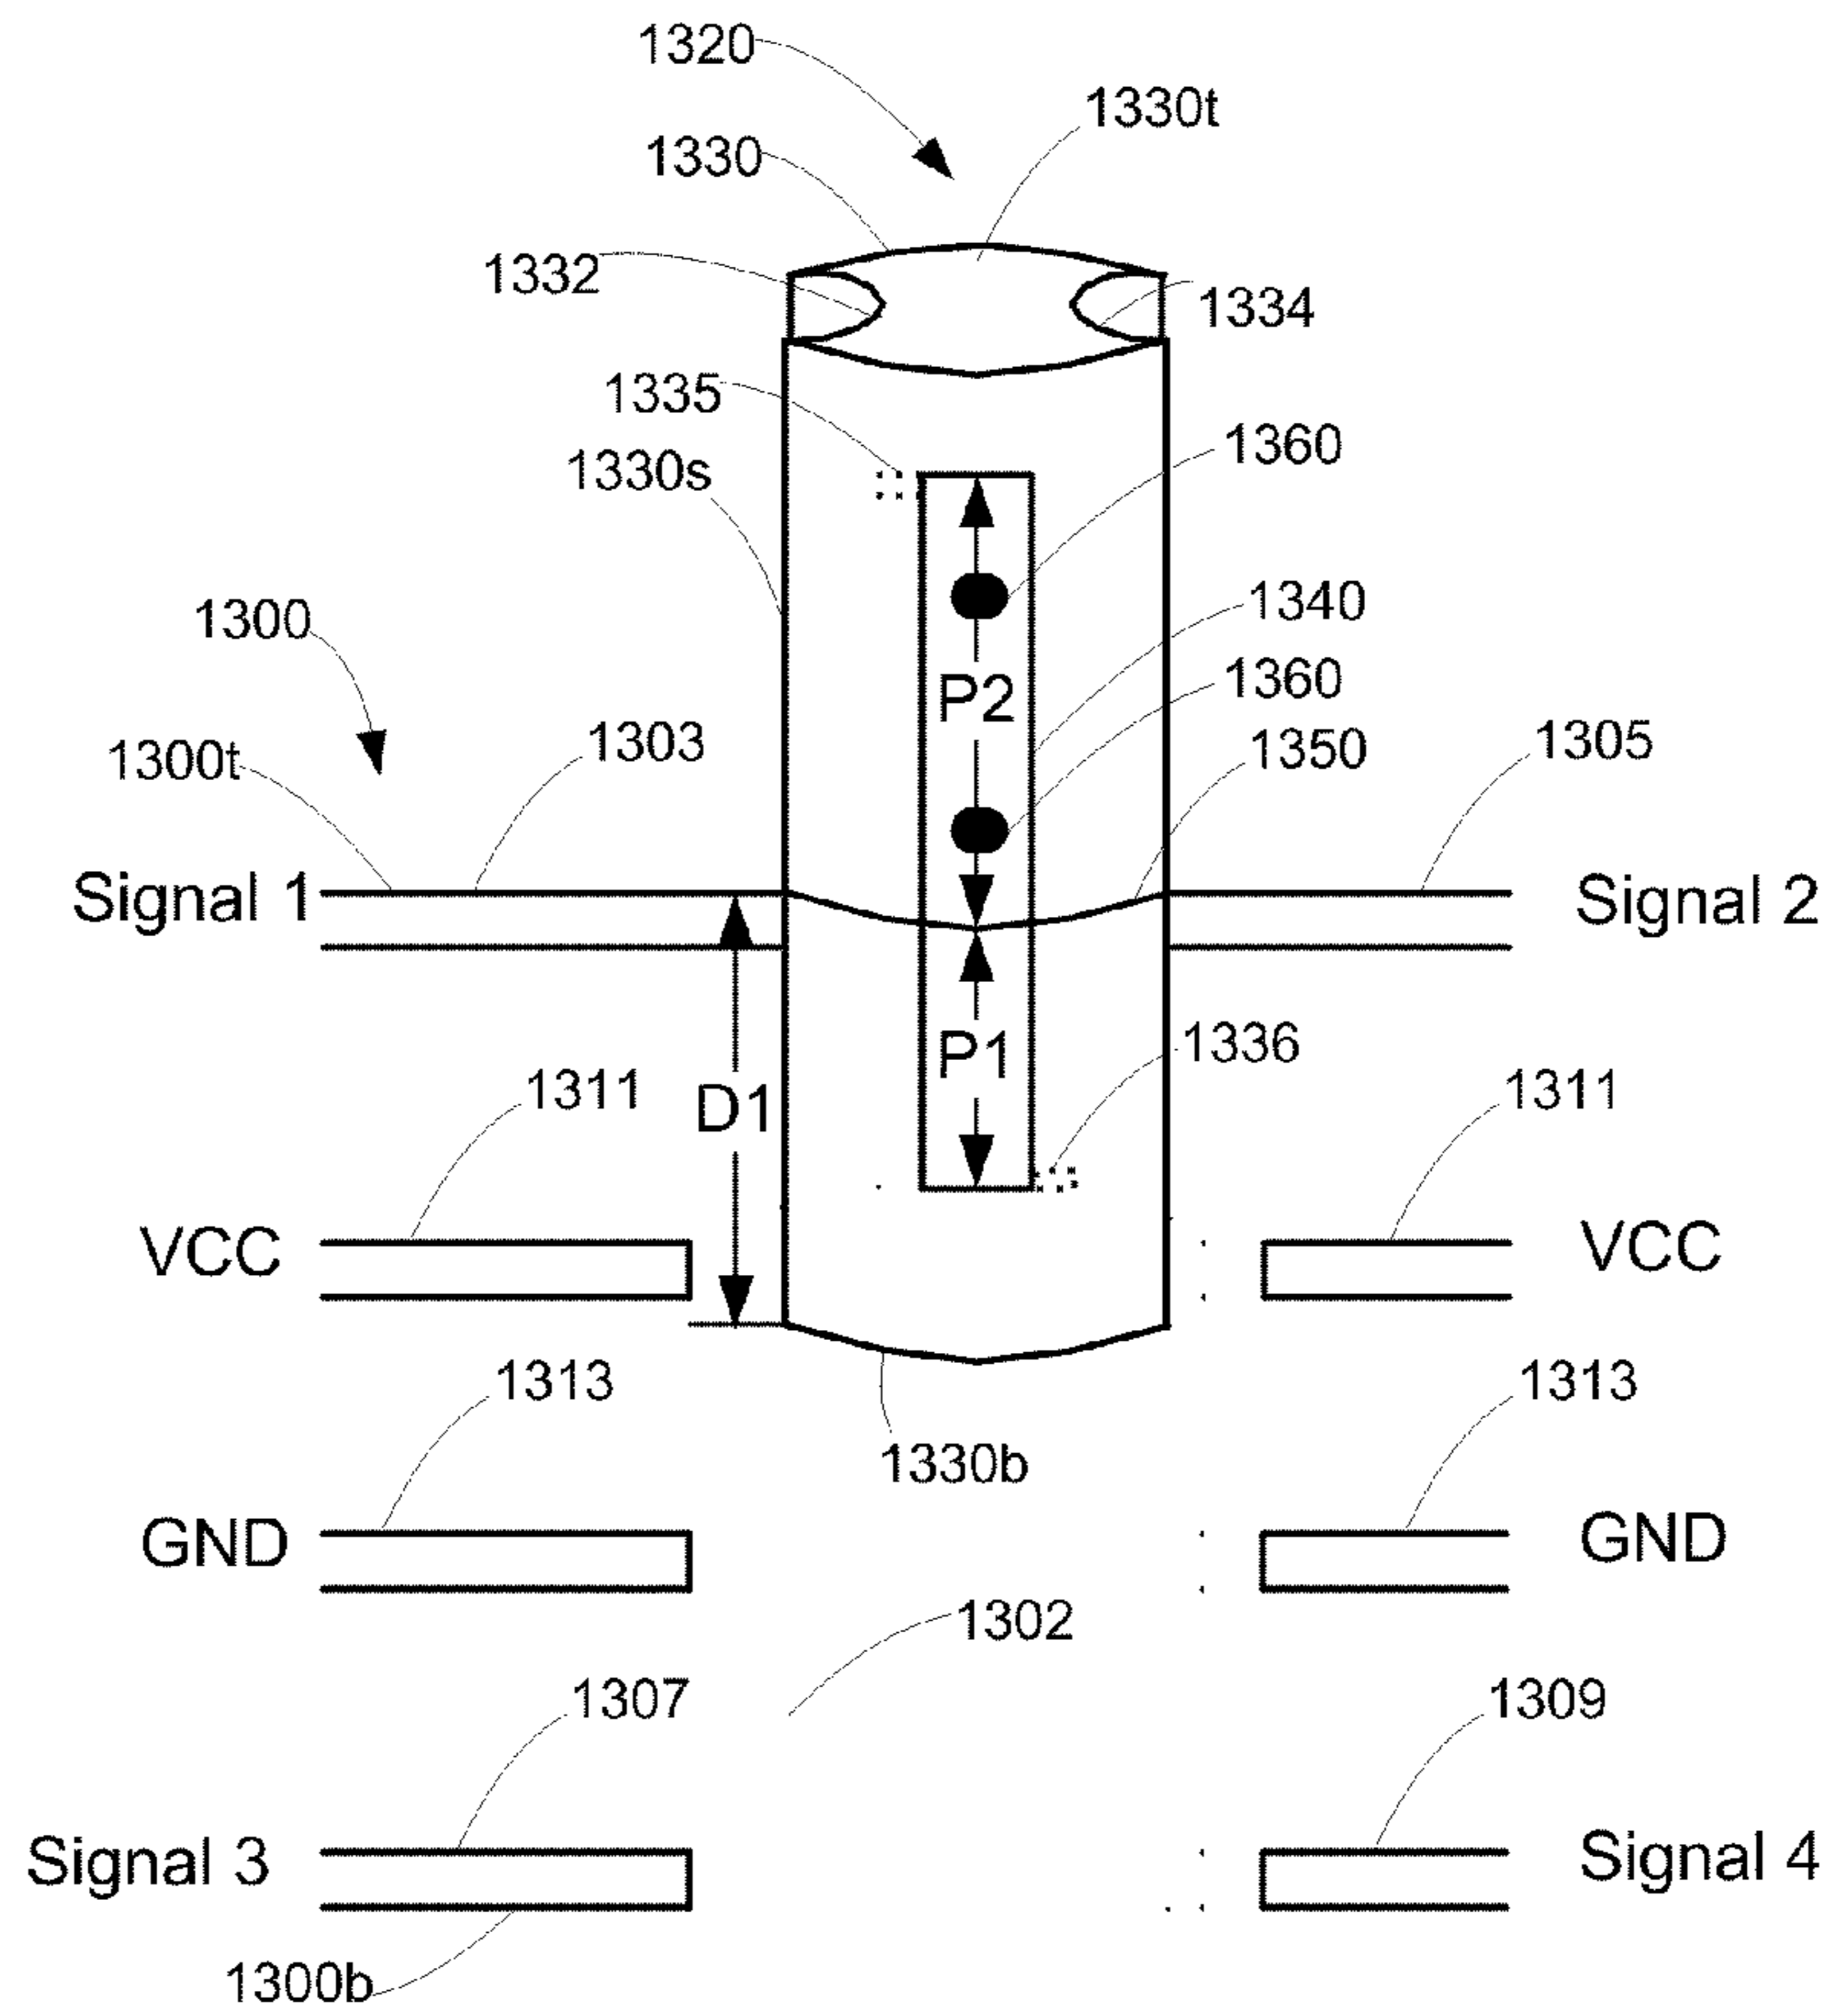 1320
1330t
1330
1332
1334
1335
1360
1330s
1340
1300
P2
1360
1303
1350
1305
1300t
Signal 1
Signal 2
1336
P1
1311
D1
1311
VCC
VCC
1313
1313
1330b
GND
GND
1302
1307
1309
Signal 3
Signal 4
1300b